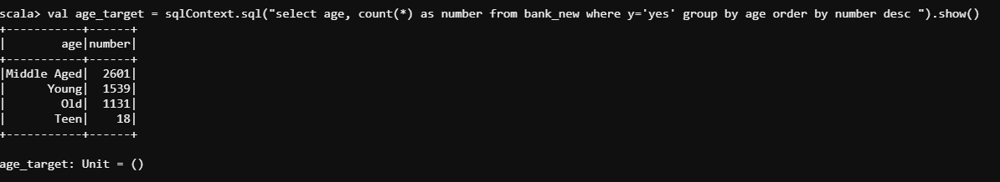 scala> val age_target = sqlContext.sql("select age, count(*) as number from bank_new where y='yes' group by age order by number desc ").show()
+-----------+------+
|        age|number|
+-----------+------+
|Middle Aged|  2601|
|      Young|  1539|
|        Old|  1131|
|       Teen|    18|
+-----------+------+
age_target: Unit = ()